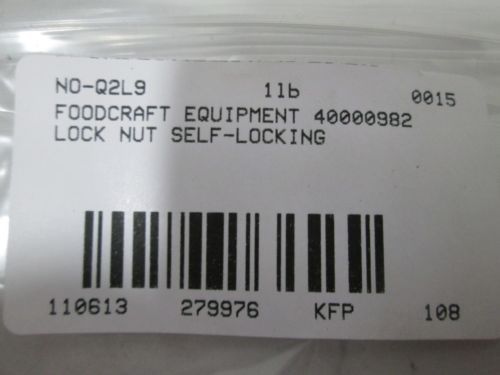 NO-Q2L9 1lb 0015
FOODCRAFT EQUIPMENT 40000982
LOCK NUT SELF-LOCKING
110613 279976 KFP 108